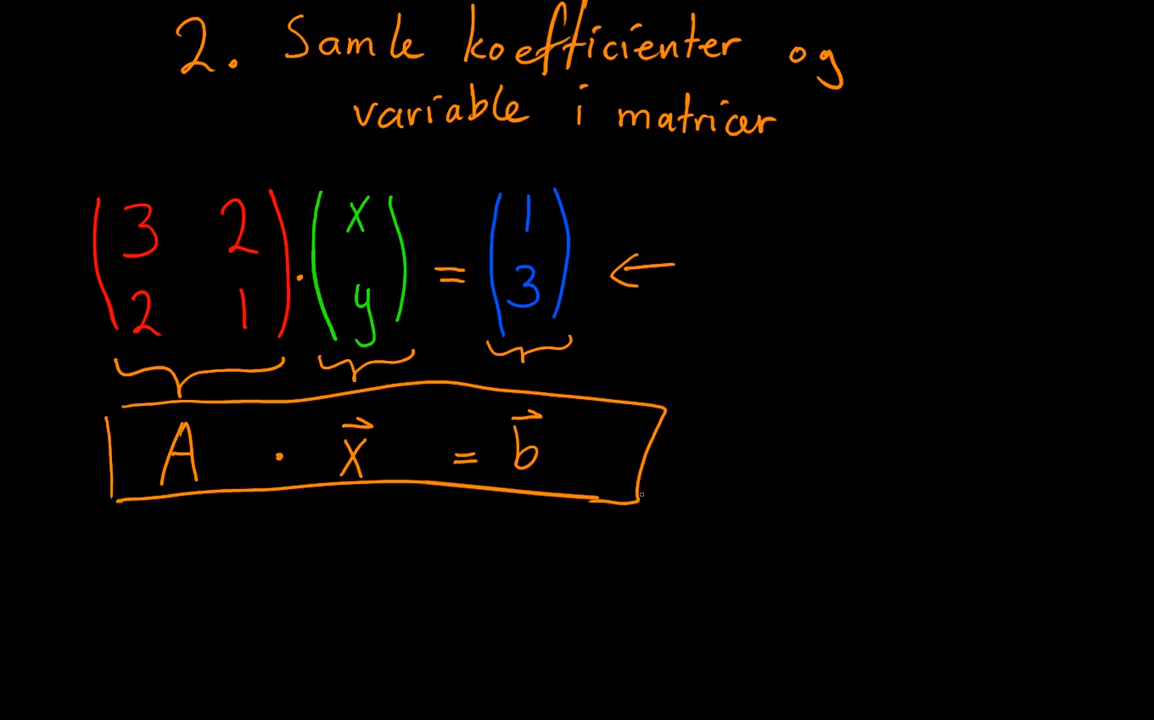 2. Samle koefficienter og
variable i matricer
(3 2) · (x) = (1) ←
(2 1) (y) (3)
A · x⃗ = b⃗